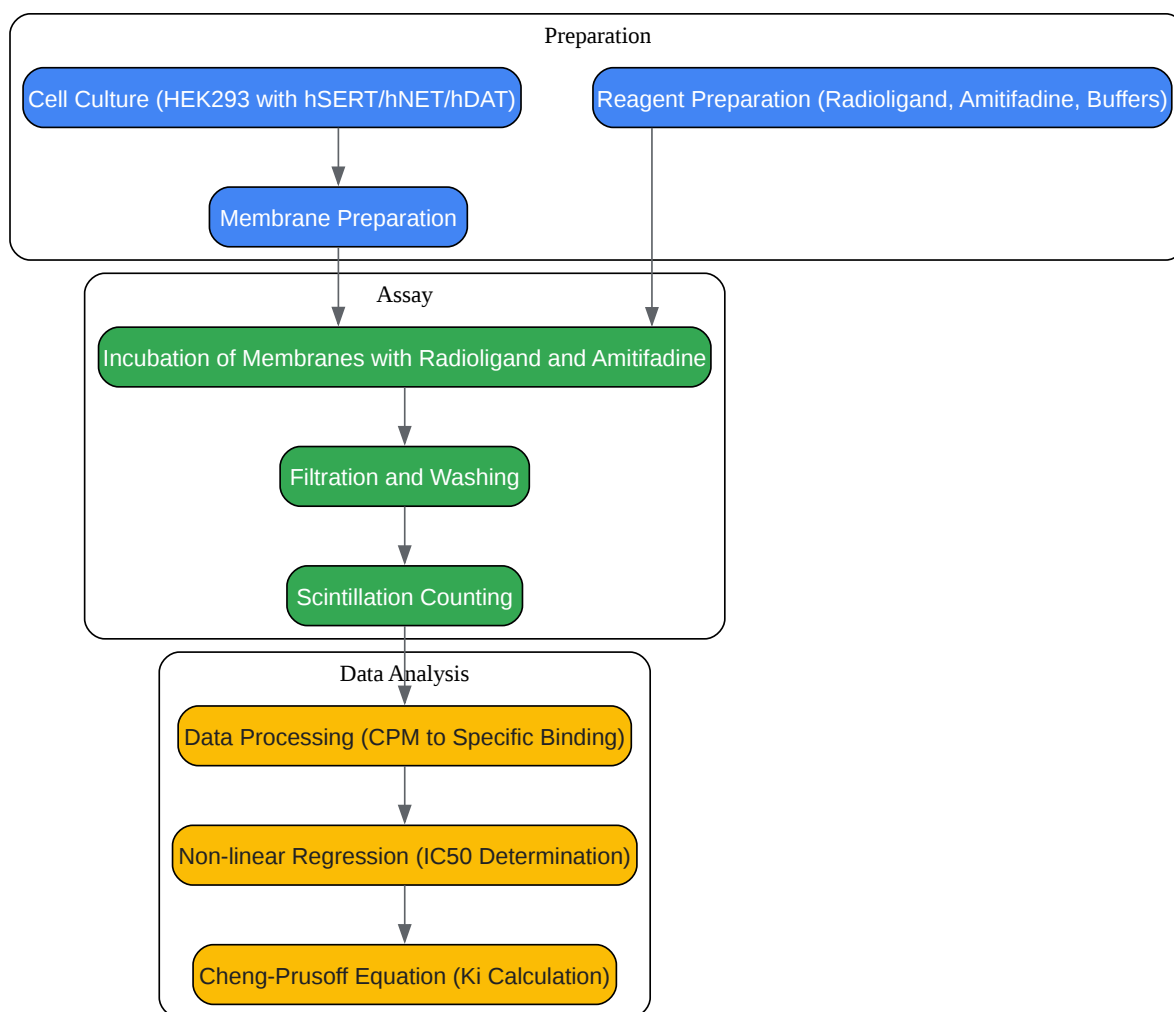 Preparation
Cell Culture (HEK293 with hSERT/hNET/hDAT)
Reagent Preparation (Radioligand, Amitifadine, Buffers)
Membrane Preparation
Assay
Incubation of Membranes with Radioligand and Amitifadine
Filtration and Washing
Scintillation Counting
Data Analysis
Data Processing (CPM to Specific Binding)
Non-linear Regression (IC50 Determination)
Cheng-Prusoff Equation (Ki Calculation)